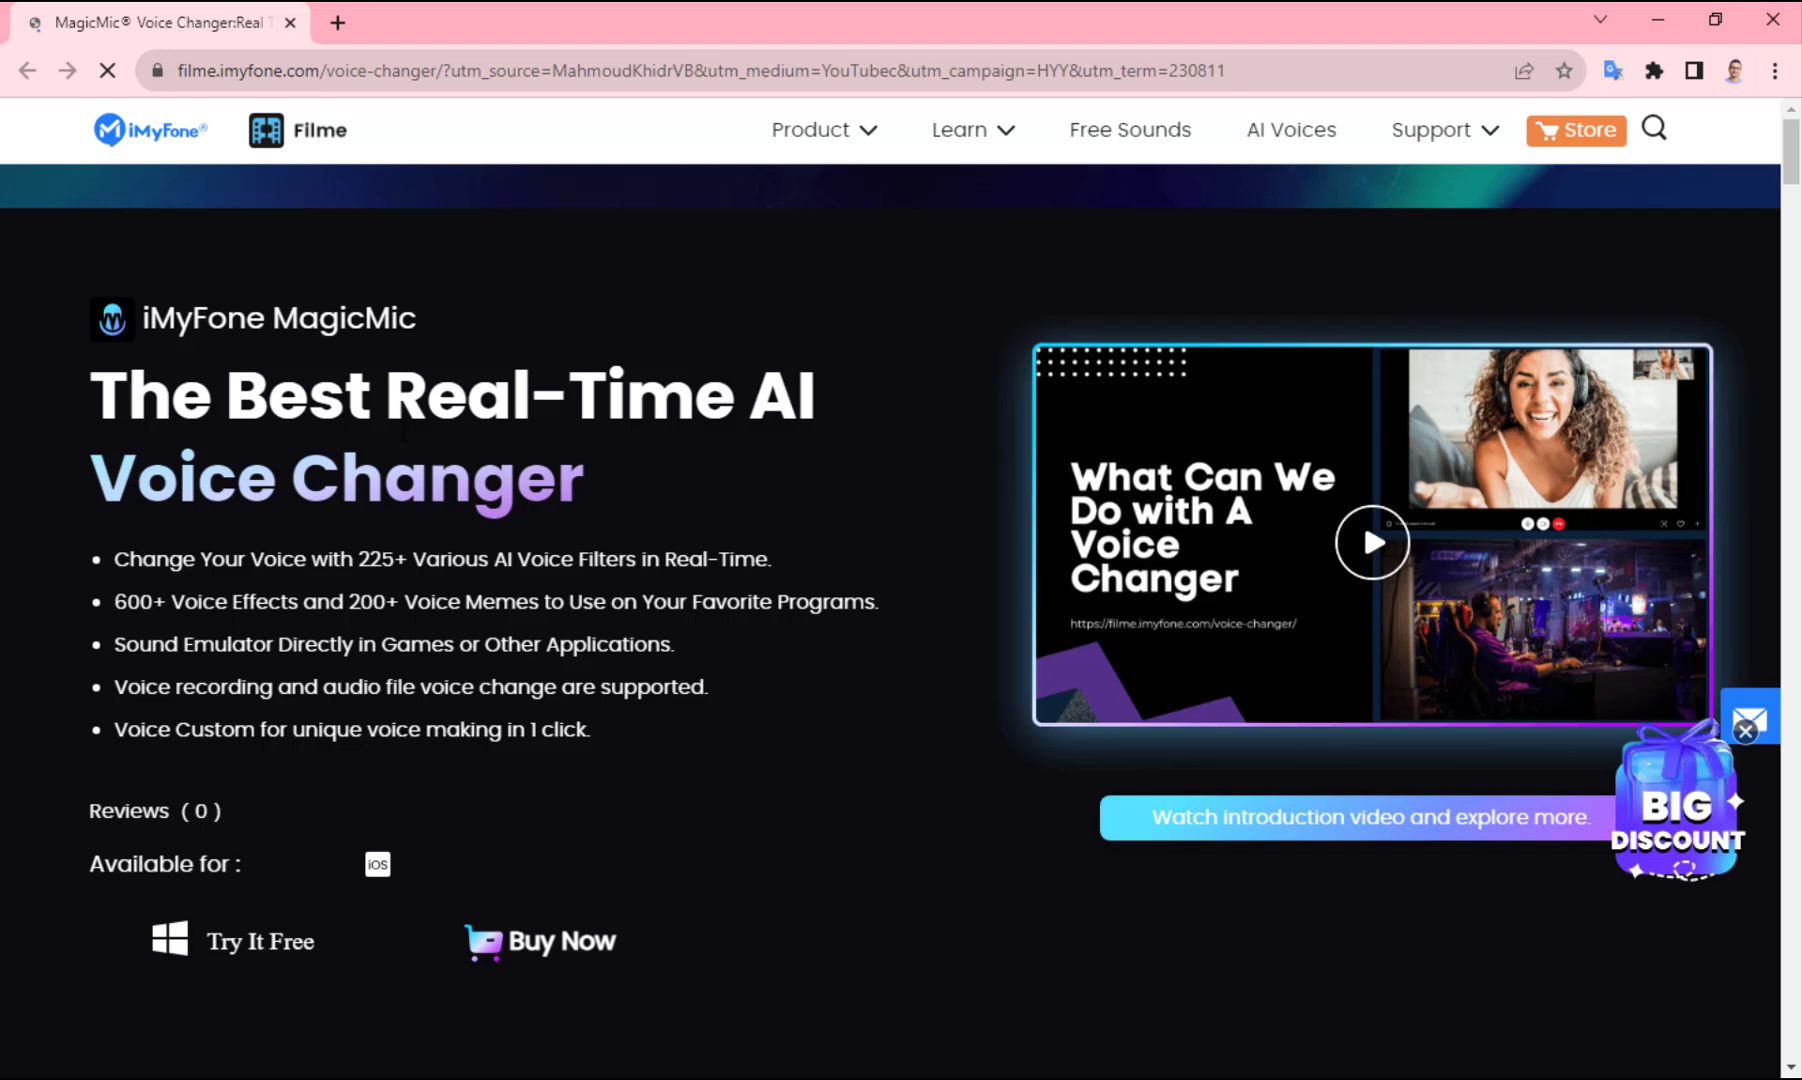 MagicMic® Voice Changer:Real T
filme.imyfone.com/voice-changer/?utm_source=MahmoudKhidrVB&utm_medium=YouTubec&utm_campaign=HYY&utm_term=230811
iMyFone®
Filme
Product
Learn
Free Sounds
AI Voices
Support
Store
iMyFone MagicMic
The Best Real-Time AI
Voice Changer
• Change Your Voice with 225+ Various AI Voice Filters in Real-Time.
• 600+ Voice Effects and 200+ Voice Memes to Use on Your Favorite Programs.
• Sound Emulator Directly in Games or Other Applications.
• Voice recording and audio file voice change are supported.
• Voice Custom for unique voice making in 1 click.
Reviews ( 0 )
Available for :
iOS
Try It Free
Buy Now
What Can We
Do with A
Voice
Changer
https://filme.imyfone.com/voice-changer/
Watch introduction video and explore more.
BIG
DISCOUNT